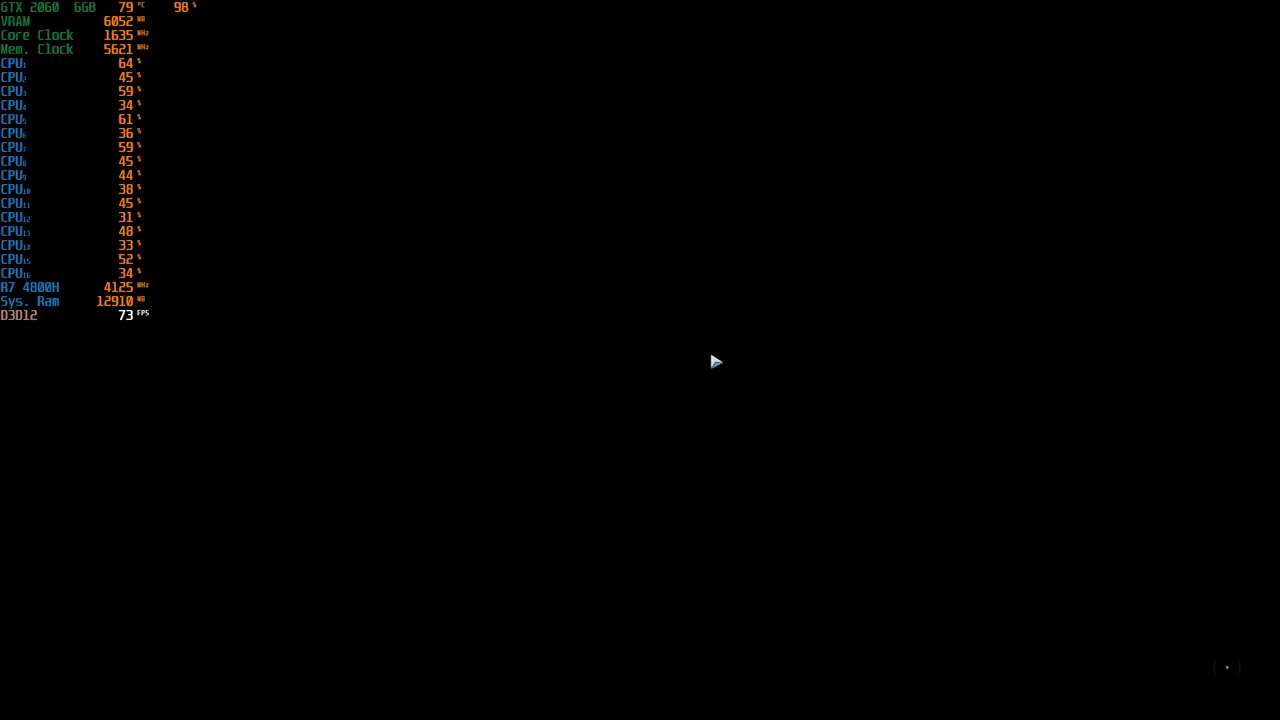 GTX 2060 6GB 79 °C 98 %
VRAM 6052 MB
Core Clock 1635 MHz
Mem. Clock 5621 MHz
CPU1 64 %
CPU2 45 %
CPU3 59 %
CPU4 34 %
CPU5 61 %
CPU6 36 %
CPU7 59 %
CPU8 45 %
CPU9 44 %
CPU10 38 %
CPU11 45 %
CPU12 31 %
CPU13 48 %
CPU14 33 %
CPU15 52 %
CPU16 34 %
R7 4800H 4125 MHz
Sys. Ram 12910 MB
D3D12 73 FPS